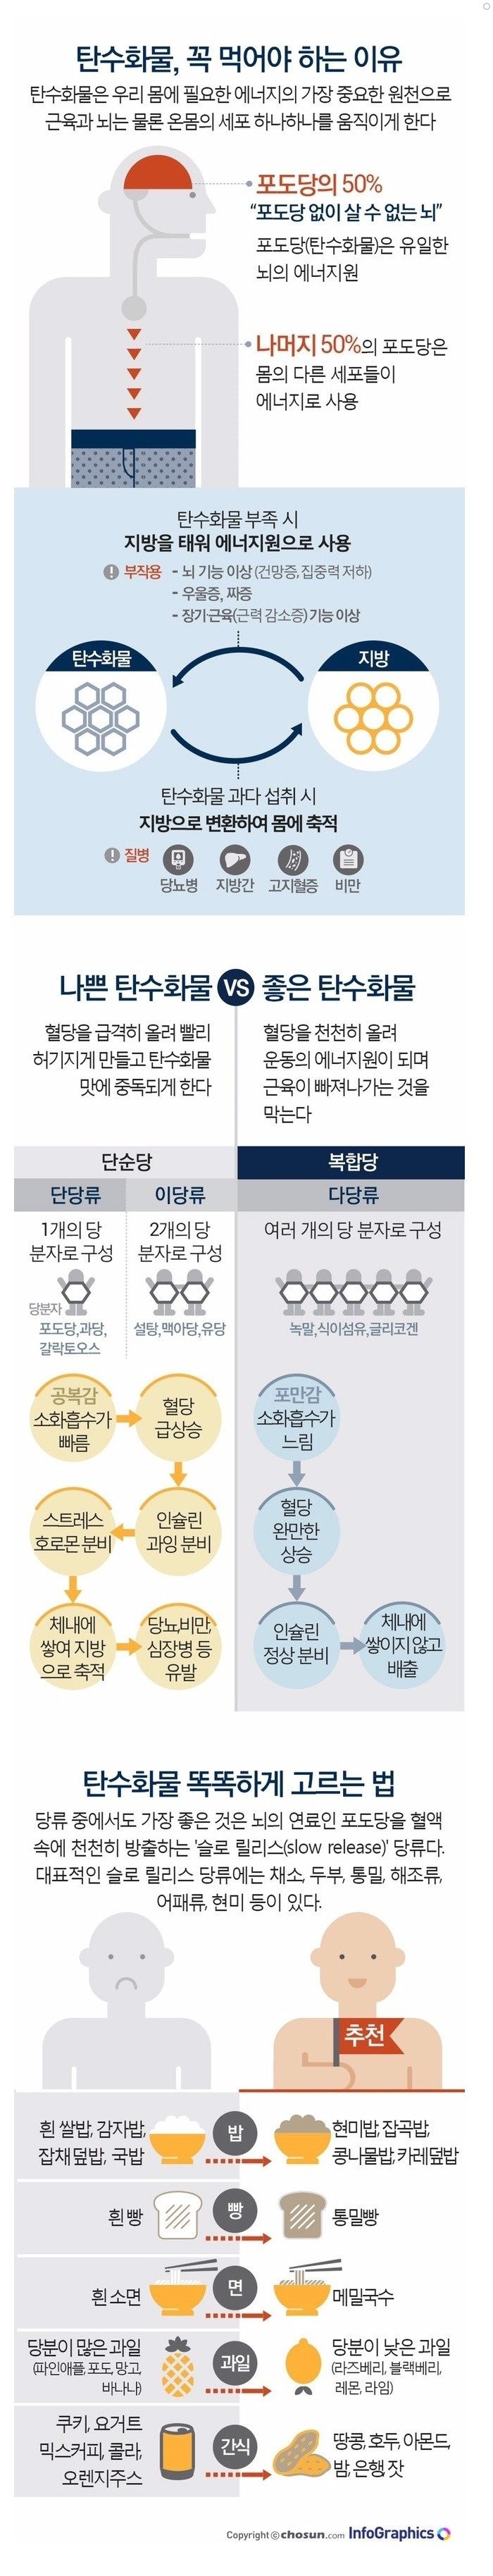 탄수화물, 꼭 먹어야 하는 이유
탄수화물은 우리 몸에 필요한 에너지의 가장 중요한 원천으로
근육과 뇌는 물론 온몸의 세포 하나하나를 움직이게 한다
포도당의 50%
“포도당 없이 살 수 없는 뇌”
포도당(탄수화물)은 유일한
뇌의 에너지원
나머지 50%의 포도당은
몸의 다른 세포들이
에너지로 사용
탄수화물 부족 시
지방을 태워 에너지원으로 사용
! 부작용 - 뇌 기능 이상 (건망증, 집중력 저하)
- 우울증, 짜증
- 장기·근육(근력 감소증) 기능 이상
탄수화물
지방
탄수화물 과다 섭취 시
지방으로 변환하여 몸에 축적
! 질병
당뇨병 지방간 고지혈증 비만
나쁜 탄수화물 VS 좋은 탄수화물
혈당을 급격히 올려 빨리
허기지게 만들고 탄수화물
맛에 중독되게 한다
혈당을 천천히 올려
운동의 에너지원이 되며
근육이 빠져나가는 것을
막는다
단순당
복합당
단당류
이당류
다당류
1개의 당
분자로 구성
2개의 당
분자로 구성
여러 개의 당 분자로 구성
당분자
포도당, 과당,
갈락토오스
설탕, 맥아당, 유당
녹말, 식이섬유, 글리코겐
공복감
소화흡수가
빠름
혈당
급상승
스트레스
호로몬 분비
인슐린
과잉 분비
체내에
쌓여 지방
으로 축적
당뇨,비만,
심장병 등
유발
포만감
소화흡수가
느림
혈당
완만한
상승
인슐린
정상 분비
체내에
쌓이지 않고
배출
탄수화물 똑똑하게 고르는 법
당류 중에서도 가장 좋은 것은 뇌의 연료인 포도당을 혈액
속에 천천히 방출하는 '슬로 릴리스(slow release)' 당류다.
대표적인 슬로 릴리스 당류에는 채소, 두부, 통밀, 해조류,
어패류, 현미 등이 있다.
추천
흰 쌀밥, 감자밥,
잡채덮밥, 국밥
밥
현미밥, 잡곡밥,
콩나물밥, 카레덮밥
흰 빵
빵
통밀빵
흰 소면
면
메밀국수
당분이 많은 과일
(파인애플, 포도, 망고,
바나나)
과일
당분이 낮은 과일
(라즈베리, 블랙베리,
레몬, 라임)
쿠키, 요거트
믹스커피, 콜라,
오렌지주스
간식
땅콩, 호두, 아몬드,
밤, 은행, 잣
Copyright ⓒ chosun.com InfoGraphics